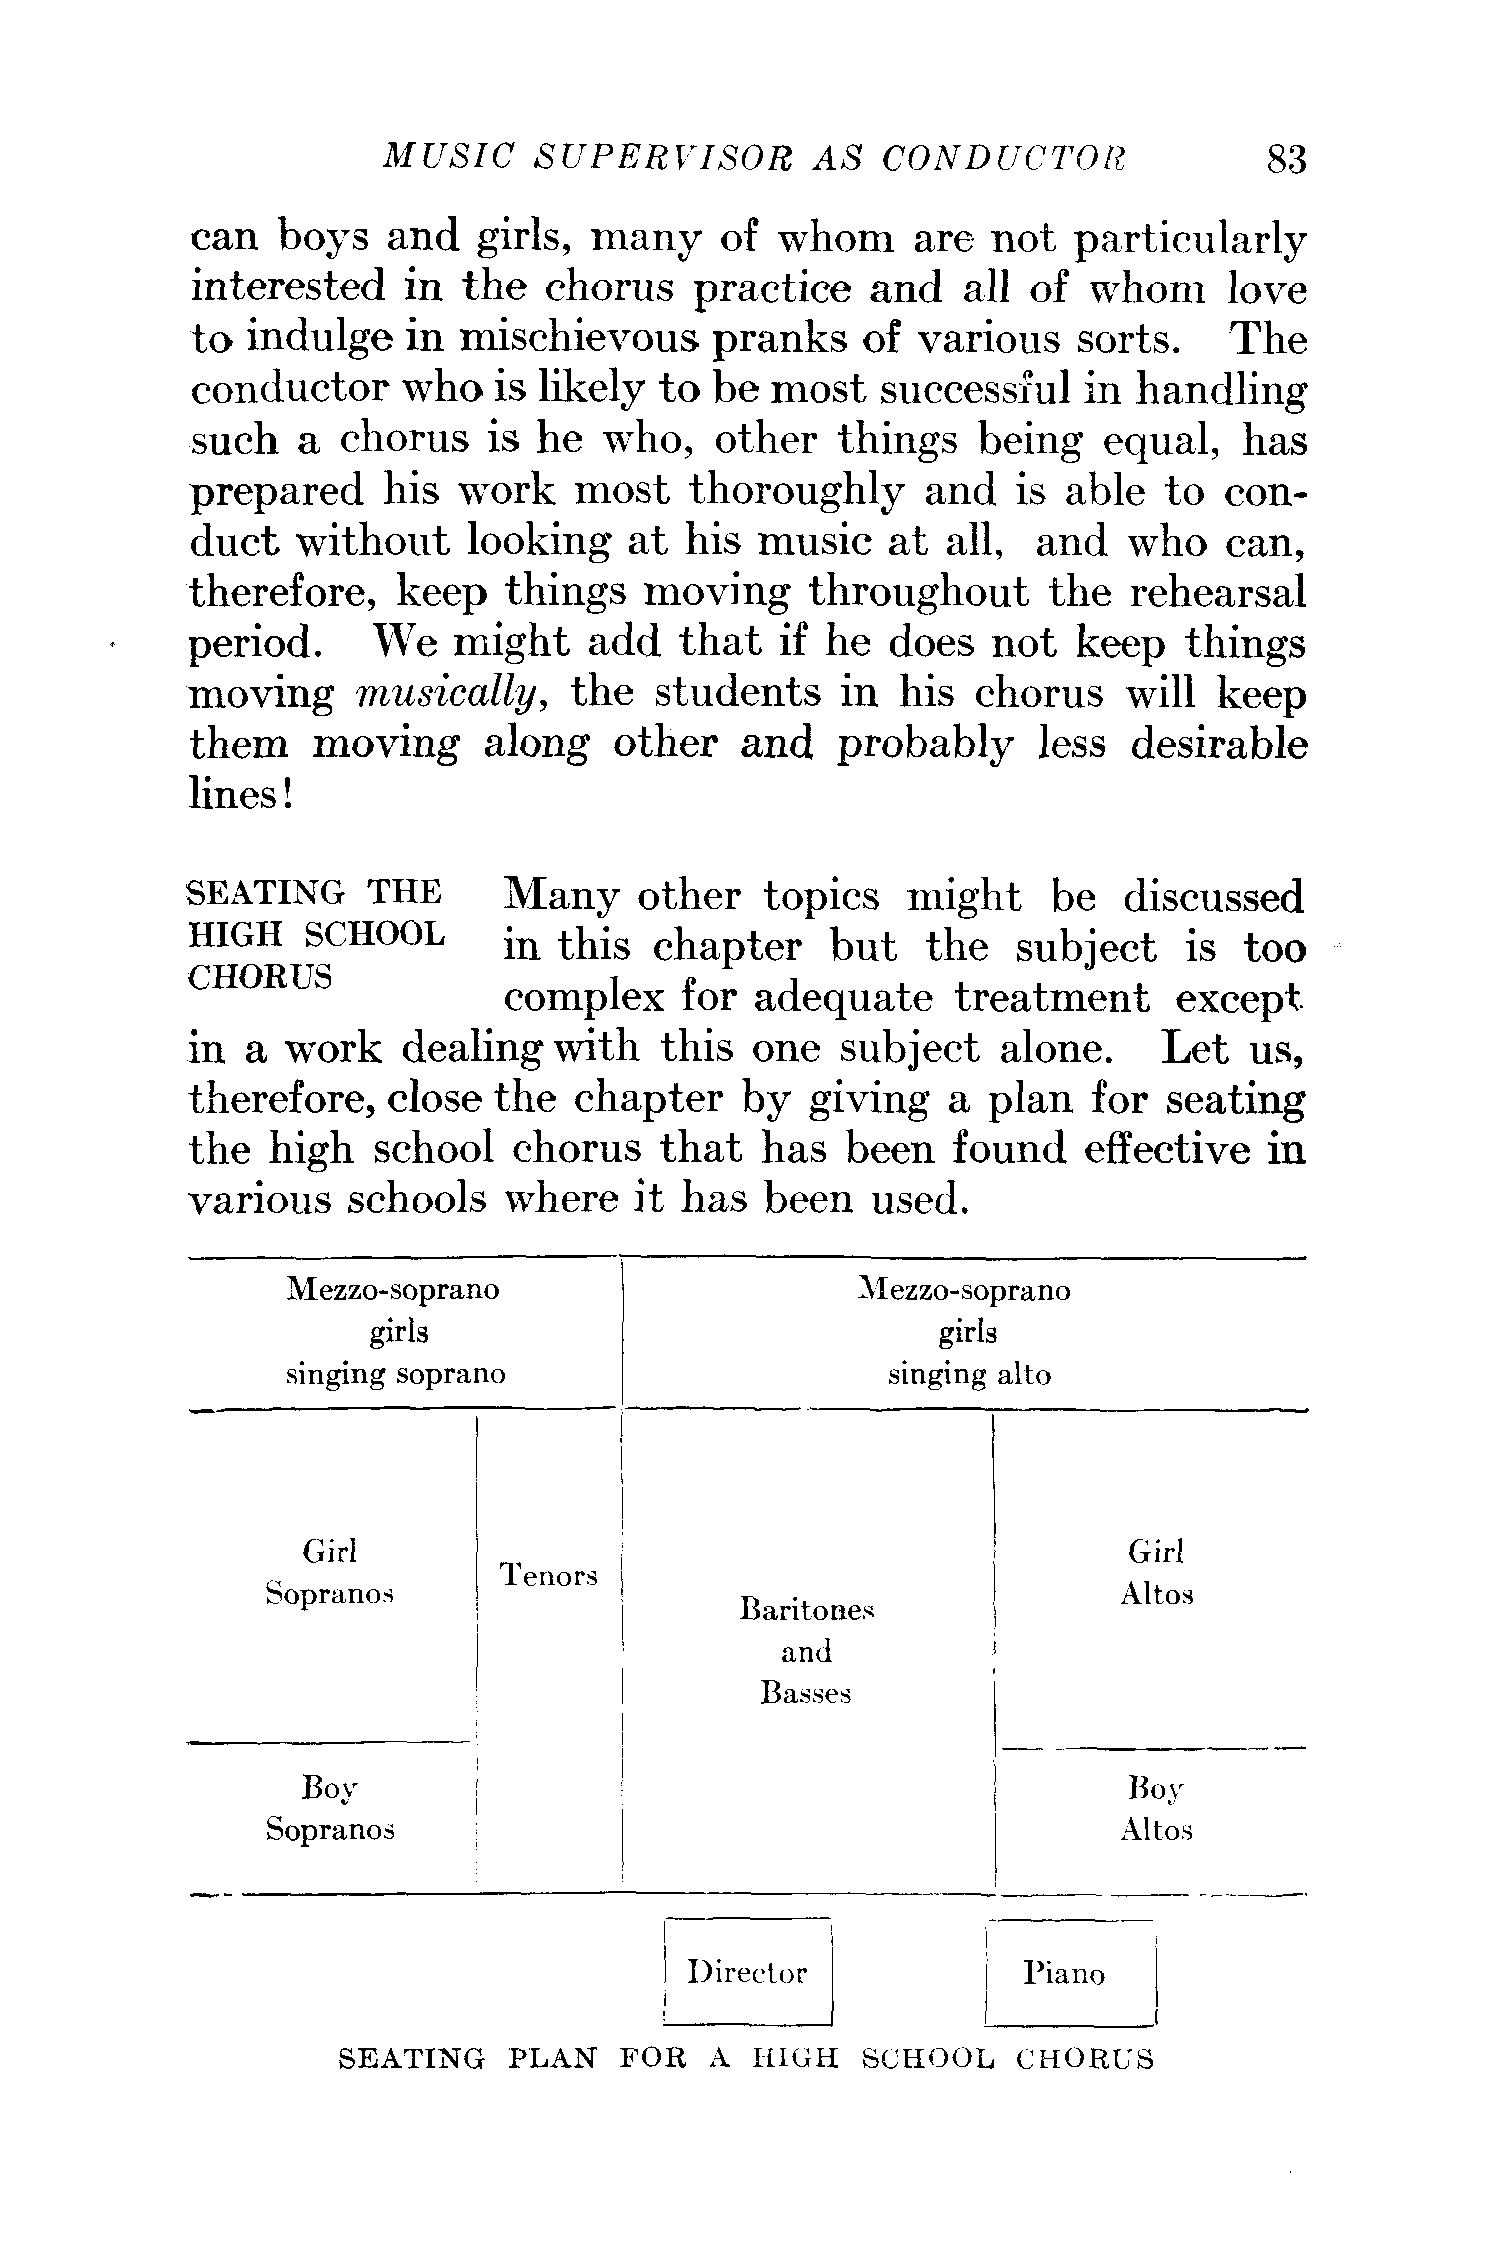 MUSIC SUPERVISOR AS CONDUCTOR 83
can boys and girls, many of whom are not particularly
interested in the chorus practice and all of whom love
to indulge in mischievous pranks of various sorts. The
conductor who is likely to be most successful in handling
such a chorus is he who, other things being equal, has
prepared his work most thoroughly and is able to con-
duct without looking at his music at all, and who can,
therefore, keep things moving throughout the rehearsal
period. We might add that if he does not keep things
moving musically, the students in his chorus will keep
them moving along other and probably less desirable
lines!
SEATING THE
HIGH SCHOOL
CHORUS
Many other topics might be discussed
in this chapter but the subject is too
complex for adequate treatment except
in a work dealing with this one subject alone. Let us,
therefore, close the chapter by giving a plan for seating
the high school chorus that has been found effective in
various schools where it has been used.
Mezzo-soprano
girls
singing soprano
Mezzo-soprano
girls
singing alto
Girl
Sopranos
Tenors
Baritones
and
Basses
Girl
Altos
Boy
Sopranos
Boy
Altos
Director
Piano
SEATING PLAN FOR A HIGH SCHOOL CHORUS